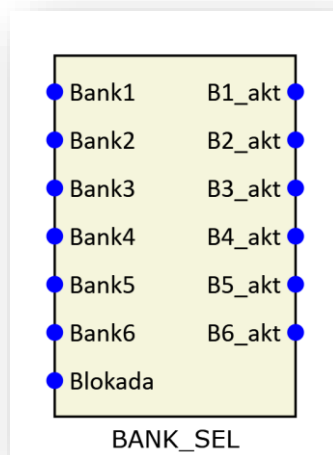 Bank1 B1_akt
Bank2 B2_akt
Bank3 B3_akt
Bank4 B4_akt
Bank5 B5_akt
Bank6 B6_akt
Blokada
BANK_SEL